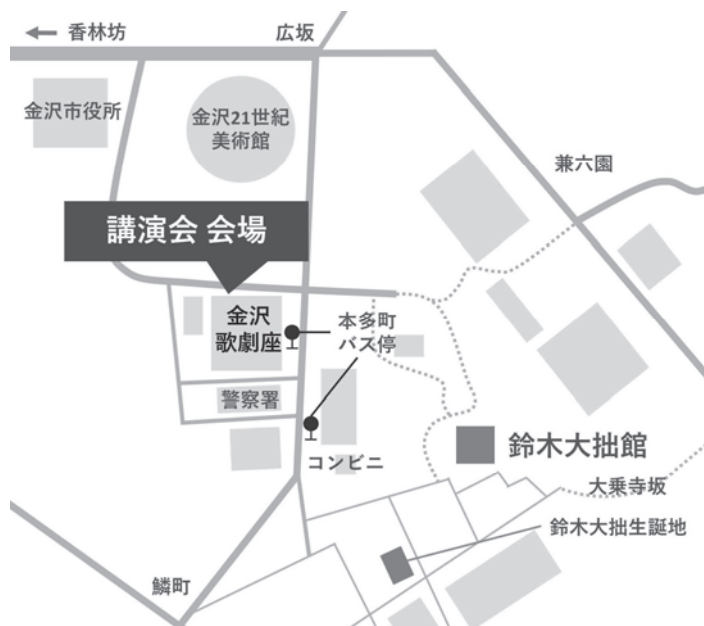 ← 香林坊
広坂
金沢市役所
金沢21世紀
美術館
兼六園
講演会 会場
金沢
歌劇座
本多町
バス停
警察署
コンビニ
鈴木大拙館
大乗寺坂
鈴木大拙生誕地
鱗町